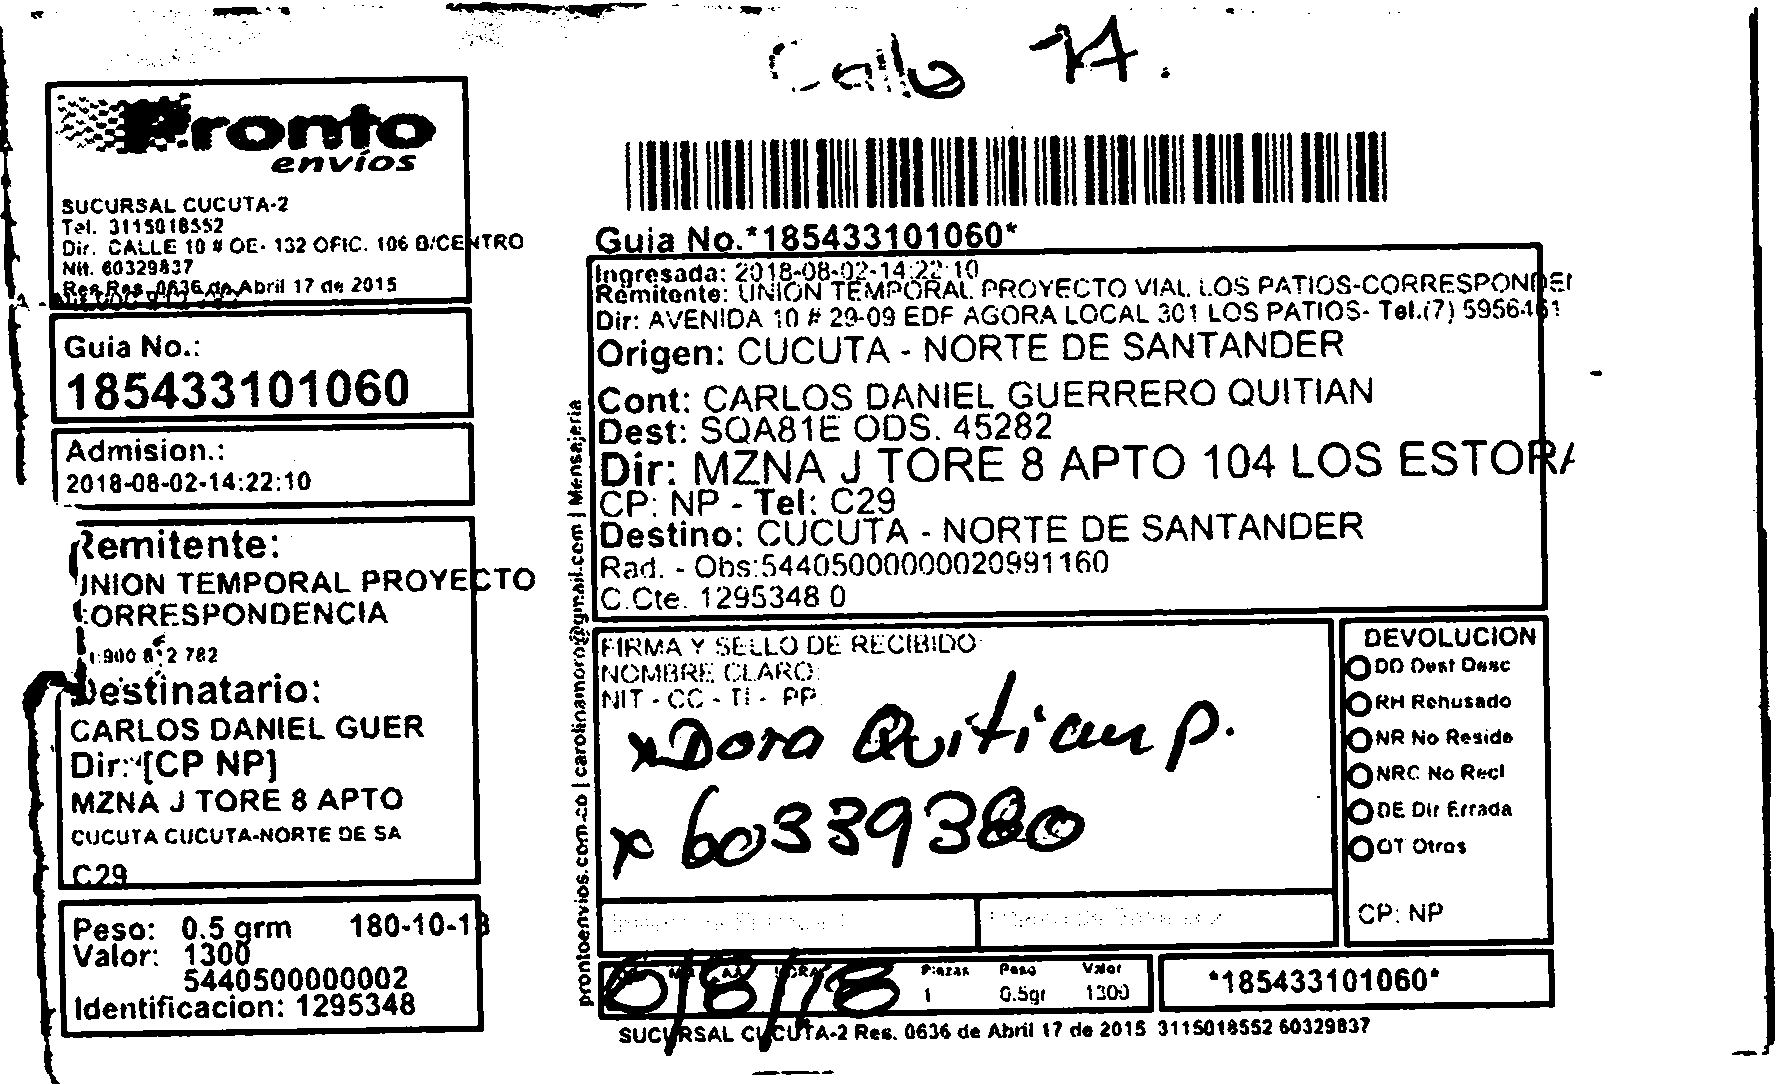 Calle 14.
Pronto
envíos
SUCURSAL CUCUTA-2
Tel. 3115018552
Dir. CALLE 10 # OE- 132 OFIC. 106 B/CENTRO
Nit. 60329837
Res Res. 0636 de Abril 17 de 2015
Guia No.:
185433101060
Admision.:
2018-08-02-14:22:10
Remitente:
UNION TEMPORAL PROYECTO
CORRESPONDENCIA
Destinatario:
CARLOS DANIEL GUER
Dir: [CP NP]
MZNA J TORE 8 APTO
CUCUTA CUCUTA-NORTE DE SA
C29
Peso: 0.5 grm 180-10-13
Valor: 1300
5440500000002
Identificacion: 1295348
prontoenvios.com.co | carolinamoro@gmail.com | Mensajeria
Guia No.*185433101060*
Ingresada: 2018-08-02-14:22:10
Remitente: UNION TEMPORAL PROYECTO VIAL LOS PATIOS-CORRESPONDEN
Dir: AVENIDA 10 # 29-09 EDF AGORA LOCAL 301 LOS PATIOS- Tel.(7) 5956461
Origen: CUCUTA - NORTE DE SANTANDER
Cont: CARLOS DANIEL GUERRERO QUITIAN
Dest: SQA81E ODS. 45282
Dir: MZNA J TORE 8 APTO 104 LOS ESTORA
CP: NP - Tel: C29
Destino: CUCUTA - NORTE DE SANTANDER
Rad. - Obs:544050000000020991160
C.Cte. 1295348 0
FIRMA Y SELLO DE RECIBIDO
NOMBRE CLARO:
NIT - CC - TI - PP
x Dora Quitian p.
x 60339380
DEVOLUCION
DD Dest Desc
RH Rehusado
NR No Reside
NRC No Recl
DE Dir Errada
OT Otros
CP: NP
6/8/18
Piezas Peso Valor
1 0.5gr 1300
*185433101060*
SUCURSAL CUCUTA-2 Res. 0636 de Abril 17 de 2015 3115018552 60329837